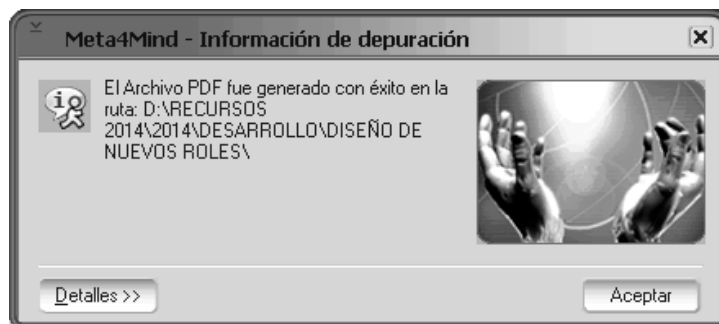 Meta4Mind - Información de depuración
El Archivo PDF fue generado con éxito en la
ruta: D:\RECURSOS
2014\2014\DESARROLLO\DISEÑO DE
NUEVOS ROLES\
Detalles >>
Aceptar